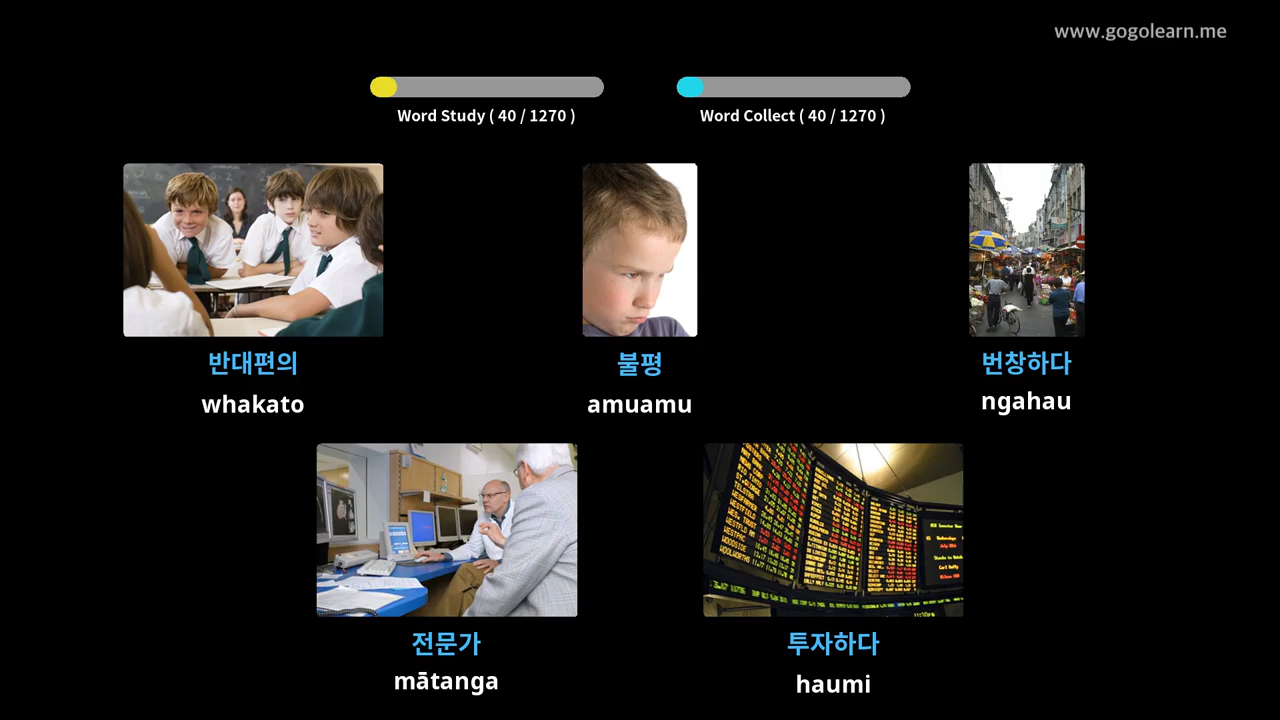 www.gogolearn.me
Word Study ( 40 / 1270 )
Word Collect ( 40 / 1270 )
반대편의
whakato
불평
amuamu
번창하다
ngahau
전문가
mātanga
투자하다
haumi